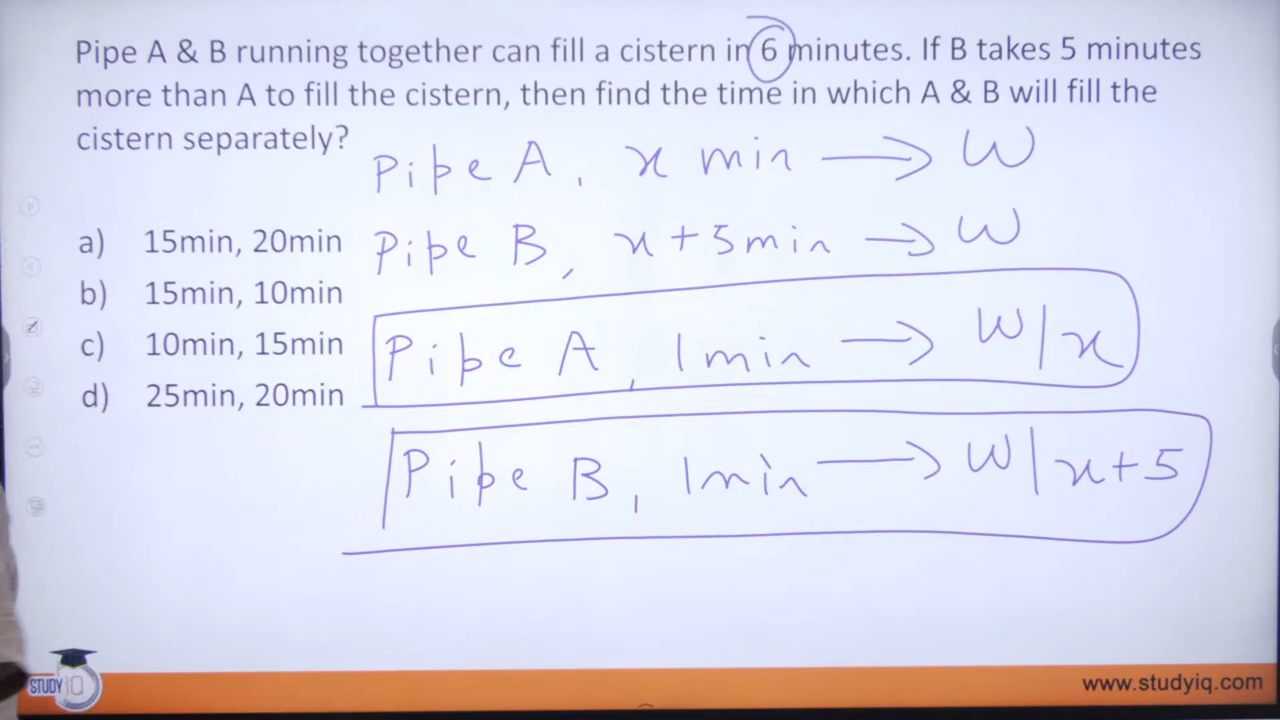 Pipe A & B running together can fill a cistern in 6 minutes. If B takes 5 minutes
more than A to fill the cistern, then find the time in which A & B will fill the
cistern separately?
Pipe A, x min → W
a) 15min, 20min
Pipe B, x+5min → W
b) 15min, 10min
c) 10min, 15min
Pipe A, 1min → W/x
d) 25min, 20min
Pipe B, 1min → W/x+5
STUDY IQ
www.studyiq.com